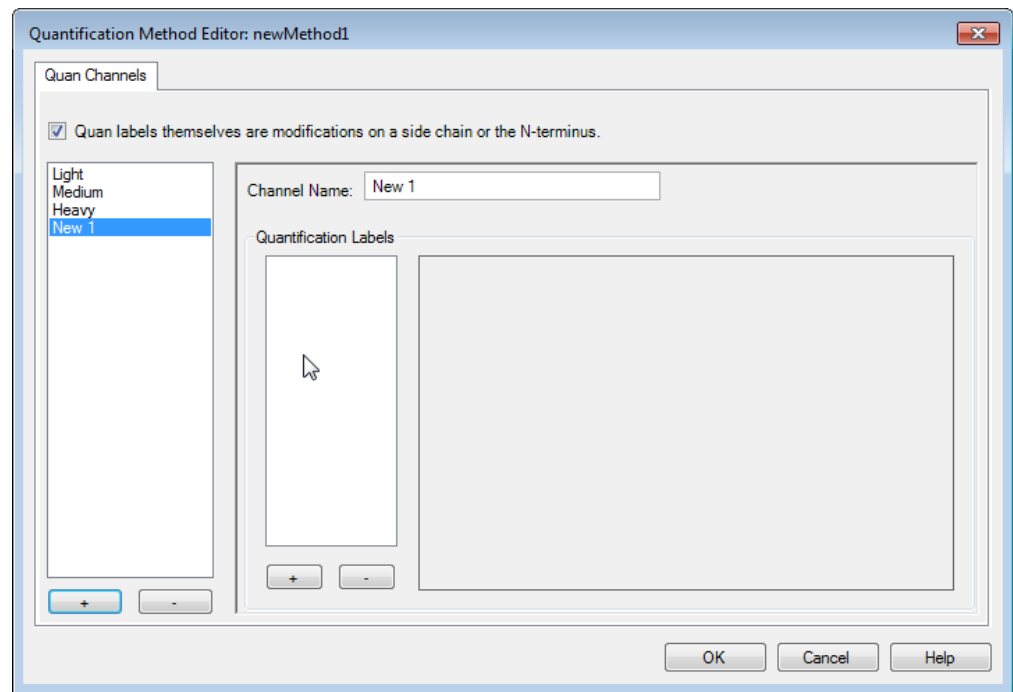 Quantification Method Editor: newMethod1
Quan Channels
Quan labels themselves are modifications on a side chain or the N-terminus.
Light
Medium
Heavy
New 1
Channel Name: New 1
Quantification Labels
+ -
+ -
OK Cancel Help